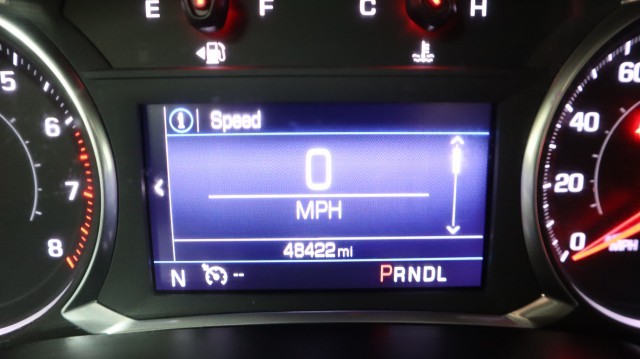 E F C H
Speed
0
MPH
48422 mi
N -- PRNDL
5
6
7
8
60
40
20
0
MPH